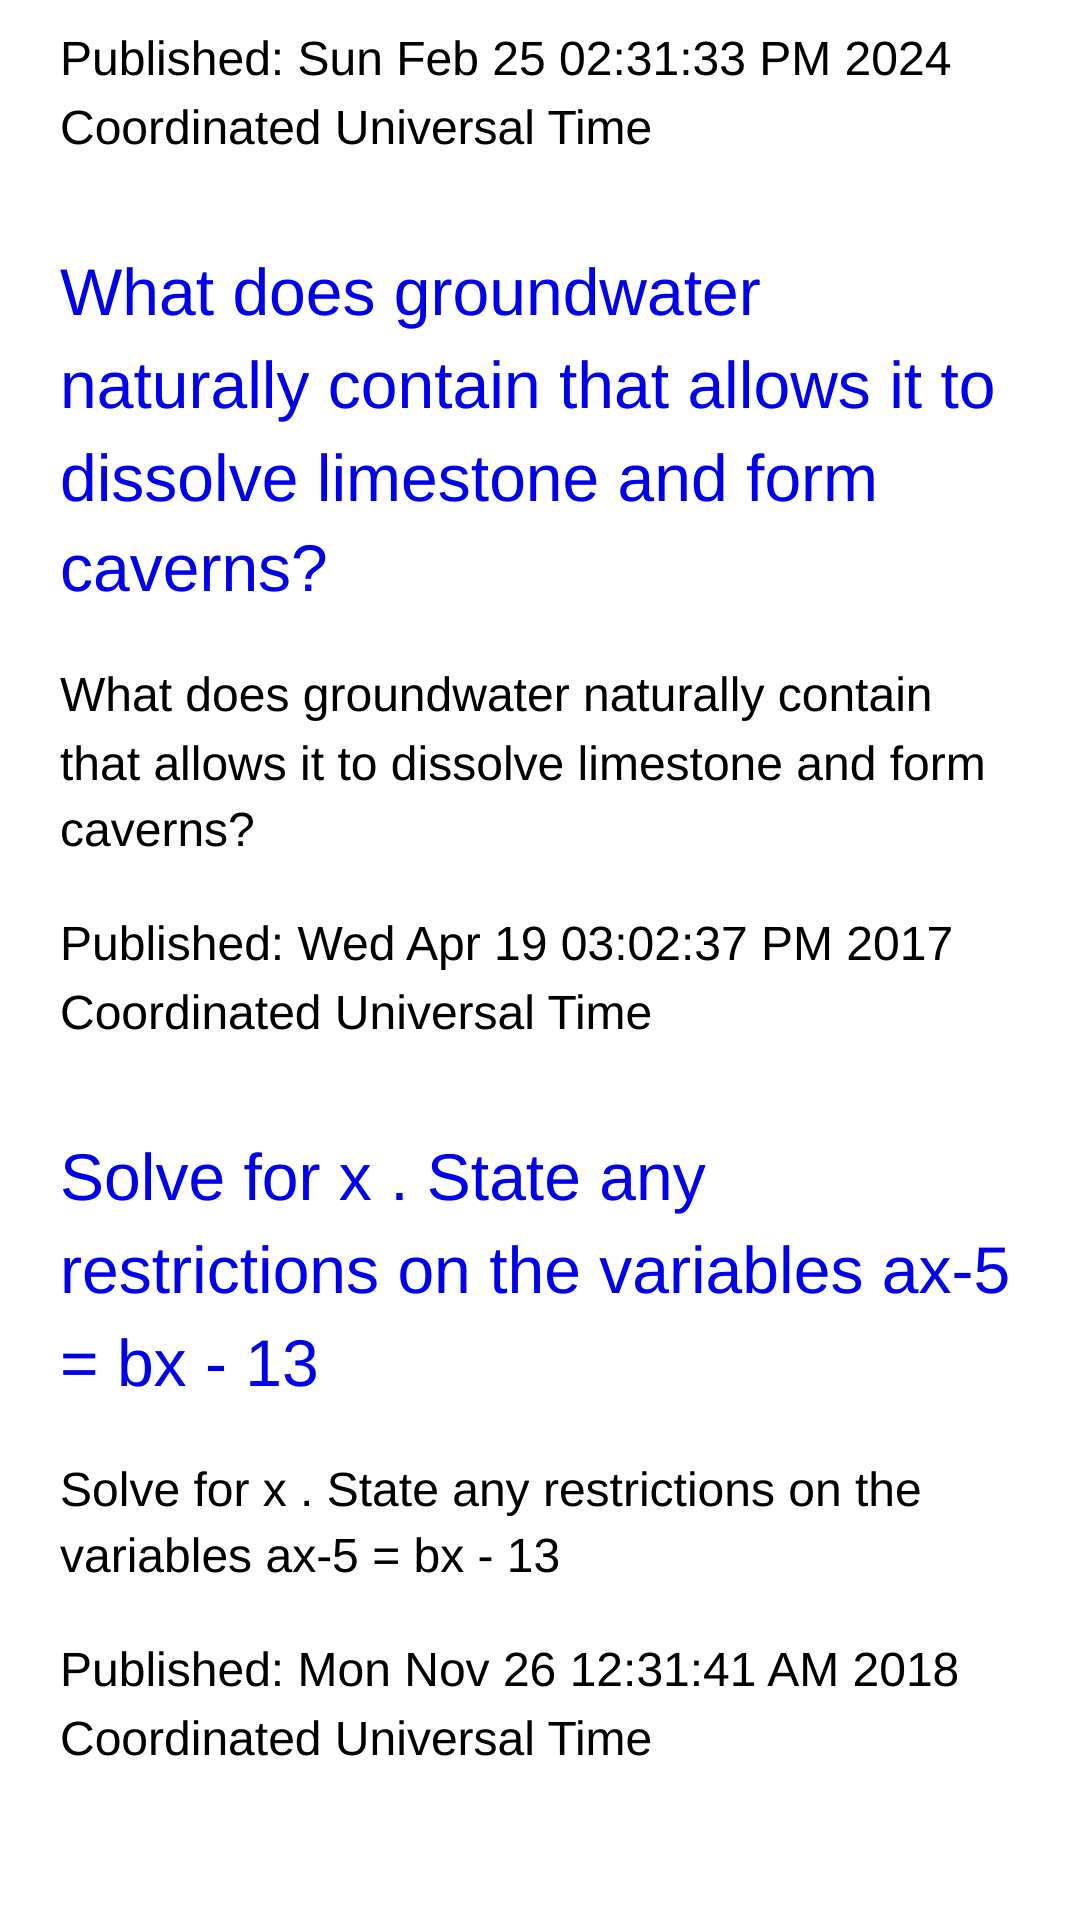 Published: Sun Feb 25 02:31:33 PM 2024
Coordinated Universal Time
What does groundwater
naturally contain that allows it to
dissolve limestone and form
caverns?
What does groundwater naturally contain
that allows it to dissolve limestone and form
caverns?
Published: Wed Apr 19 03:02:37 PM 2017
Coordinated Universal Time
Solve for x . State any
restrictions on the variables ax-5
= bx - 13
Solve for x . State any restrictions on the
variables ax-5 = bx - 13
Published: Mon Nov 26 12:31:41 AM 2018
Coordinated Universal Time